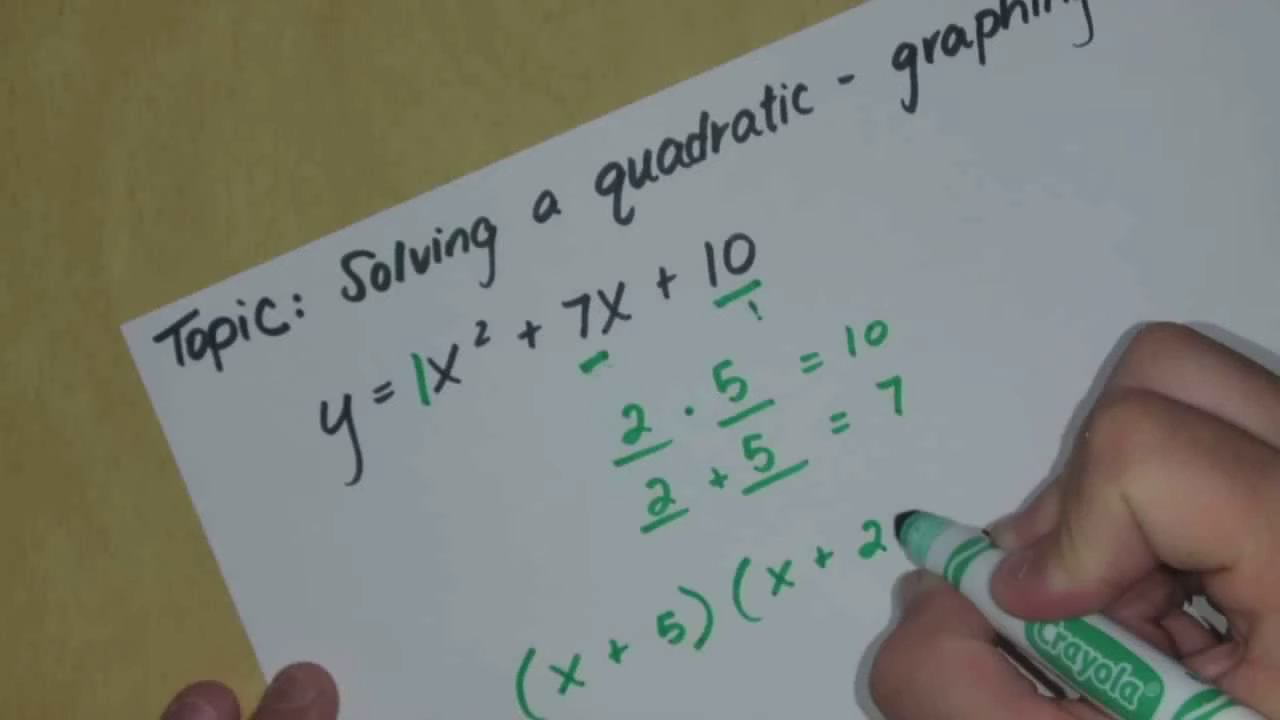 Topic: Solving a quadratic - graphing
y = 1x² + 7x + 10
2 · 5 = 10
2 + 5 = 7
(x + 5)(x + 2
Crayola®